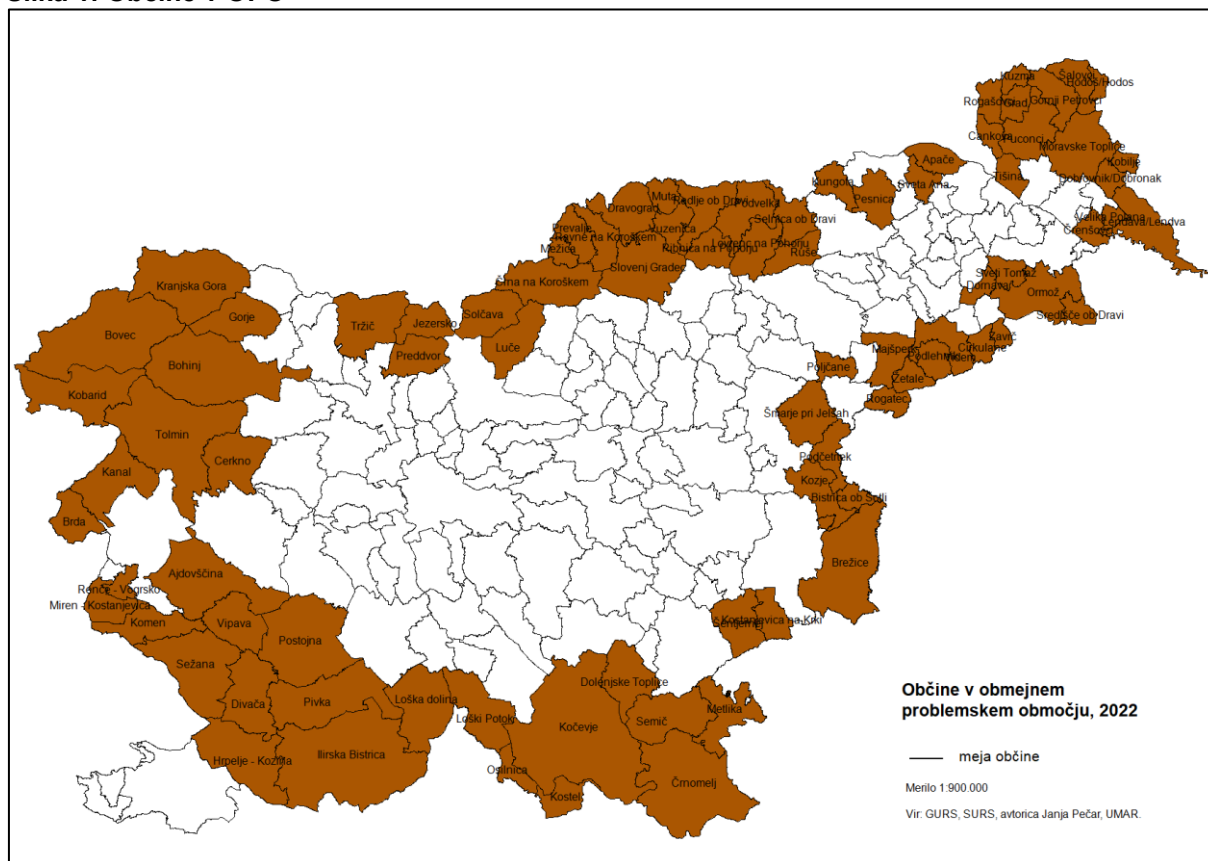 Kuzma
Šalovci
Hodoš/Hodos
Rogašovci
Grad
Gornji Petrovci
Cankova
Puconci
Moravske Toplice
Kobilje
Dobrovnik/Dobronak
Tišina
Apače
Sveta Ana
Kungota
Pesnica
Velika Polana
Lendava/Lendva
Črenšovci
Muta
Radlje ob Dravi
Podvelka
Dravograd
Selnica ob Dravi
Prevalje
Vuzenica
Ravne na Koroškem
Ribnica na Pohorju
Lovrenc na Pohorju
Ruše
Mežica
Slovenj Gradec
Črna na Koroškem
Sveti Tomaž
Dornava
Ormož
Središče ob Dravi
Kranjska Gora
Gorje
Bovec
Bohinj
Tržič
Jezersko
Preddvor
Solčava
Luče
Zavrč
Cirkulane
Majšperk
Podlehnik
Videm
Žetale
Poljčane
Rogatec
Šmarje pri Jelšah
Podčetrtek
Kozje
Bistrica ob Sotli
Brežice
Kobarid
Tolmin
Cerkno
Kanal
Brda
Ajdovščina
Renče - Vogrsko
Miren - Kostanjevica
Komen
Vipava
Postojna
Sežana
Divača
Pivka
Loška dolina
Loški Potok
Hrpelje - Kozina
Ilirska Bistrica
Osilnica
Kostel
Kočevje
Dolenjske Toplice
Semič
Metlika
Črnomelj
Šentjernej
Kostanjevica na Krki
Občine v obmejnem
problemskem območju, 2022
meja občine
Merilo 1:900.000
Vir: GURS, SURS, avtorica Janja Pečar, UMAR.